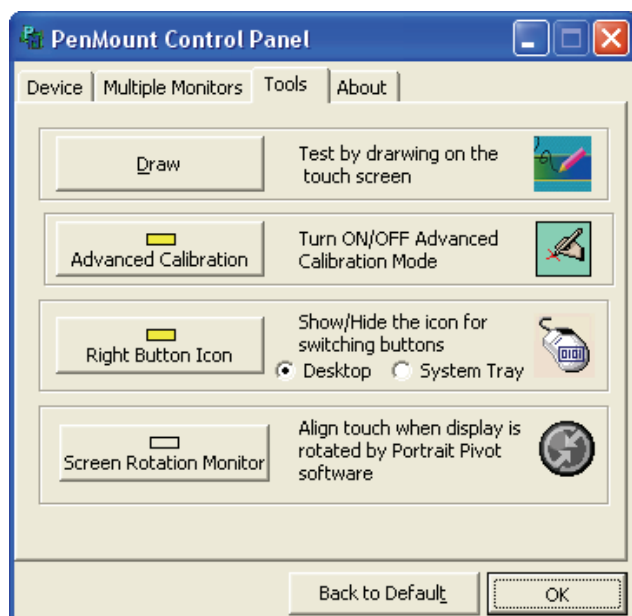 PenMount Control Panel
Device Multiple Monitors Tools About
Draw
Test by drarwing on the
touch screen
Advanced Calibration
Turn ON/OFF Advanced
Calibration Mode
Right Button Icon
Show/Hide the icon for
switching buttons
Desktop System Tray
Screen Rotation Monitor
Align touch when display is
rotated by Portrait Pivot
software
Back to Default OK